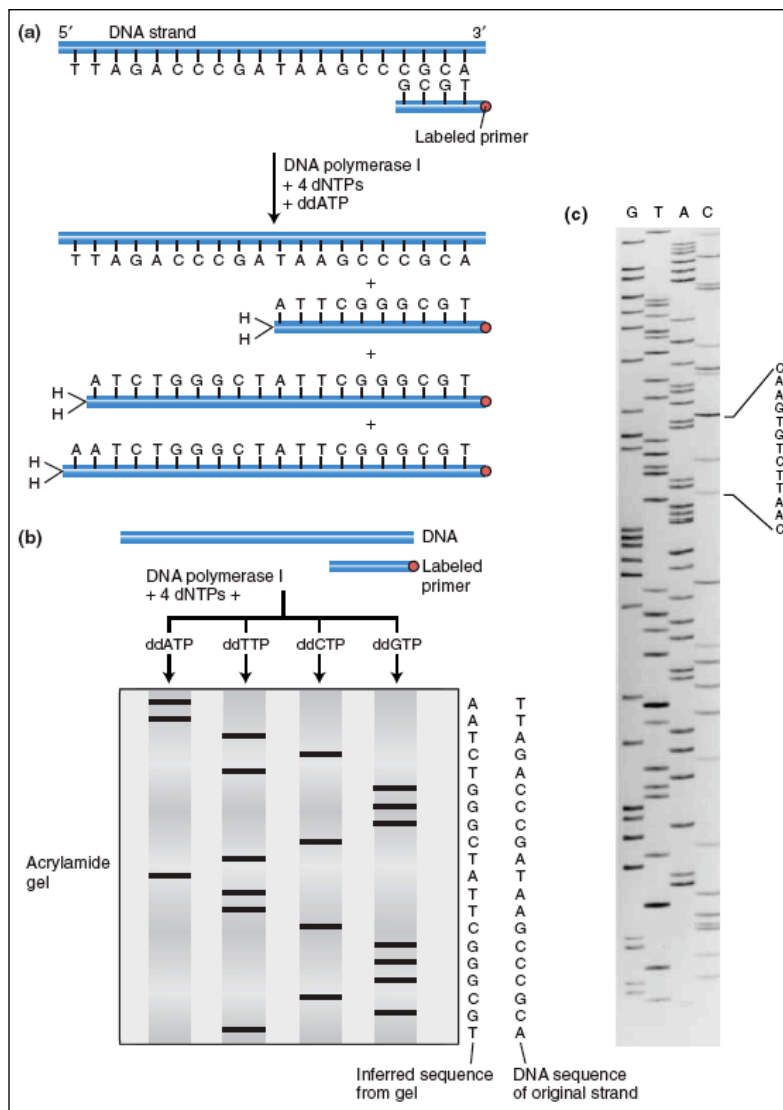 (a)
5′ DNA strand 3′
T T A G A C C C G A T A A G C C C G C A
G C G T
Labeled primer
DNA polymerase I
+ 4 dNTPs
+ ddATP
T T A G A C C C G A T A A G C C C G C A
+
A T T C G G G C G T
H
H
+
A T C T G G G C T A T T C G G G C G T
H
H
+
A A T C T G G G C T A T T C G G G C G T
H
H
(b)
DNA
Labeled
primer
DNA polymerase I
+ 4 dNTPs +
ddATP ddTTP ddCTP ddGTP
Acrylamide
gel
A T
A T
T A
C G
T A
G C
G C
G C
C G
T A
A T
T A
T A
C G
G C
G C
G C
C G
G C
T A
Inferred sequence
from gel
DNA sequence
of original strand
(c)
G T A C
C A A G T G T C T T A A C